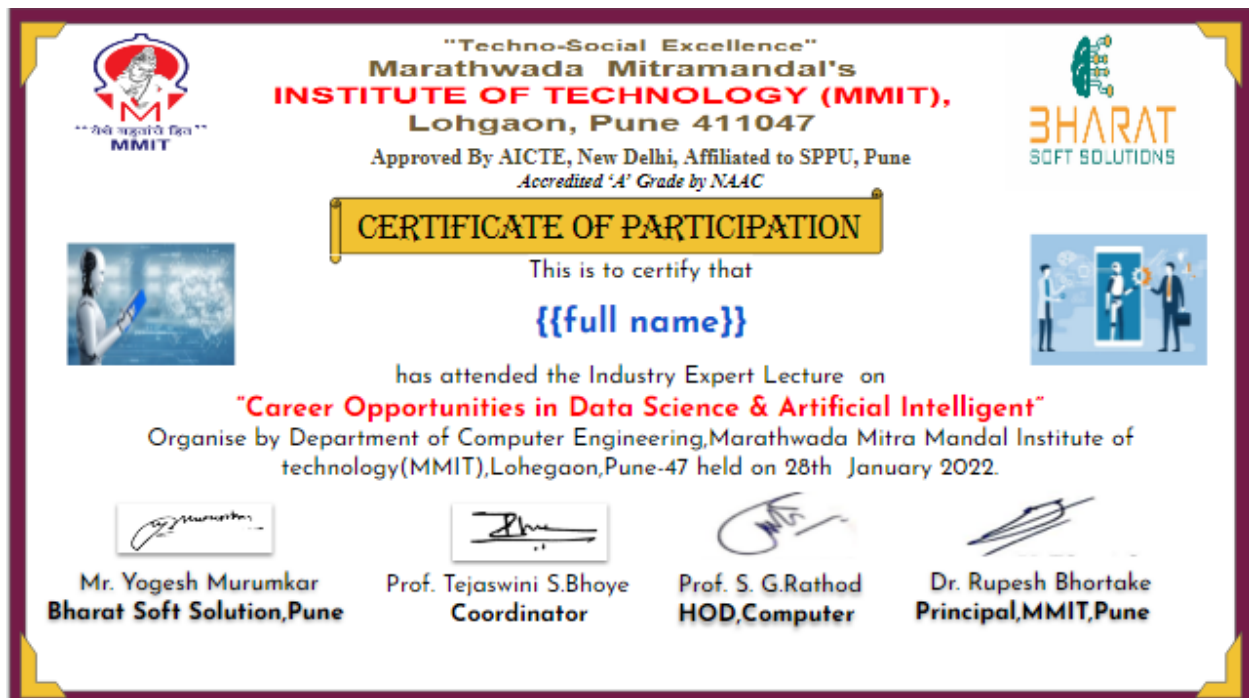 "Techno-Social Excellence"
Marathwada Mitramandal's
INSTITUTE OF TECHNOLOGY (MMIT),
Lohgaon, Pune 411047
Approved By AICTE, New Delhi, Affiliated to SPPU, Pune
Accredited ‘A’ Grade by NAAC
MMIT
BHARAT
SOFT SOLUTIONS
CERTIFICATE OF PARTICIPATION
This is to certify that
{{full name}}
has attended the Industry Expert Lecture on
"Career Opportunities in Data Science & Artificial Intelligent"
Organise by Department of Computer Engineering,Marathwada Mitra Mandal Institute of
technology(MMIT),Lohegaon,Pune-47 held on 28th January 2022.
Mr. Yogesh Murumkar
Bharat Soft Solution,Pune
Prof. Tejaswini S.Bhoye
Coordinator
Prof. S. G.Rathod
HOD,Computer
Dr. Rupesh Bhortake
Principal,MMIT,Pune